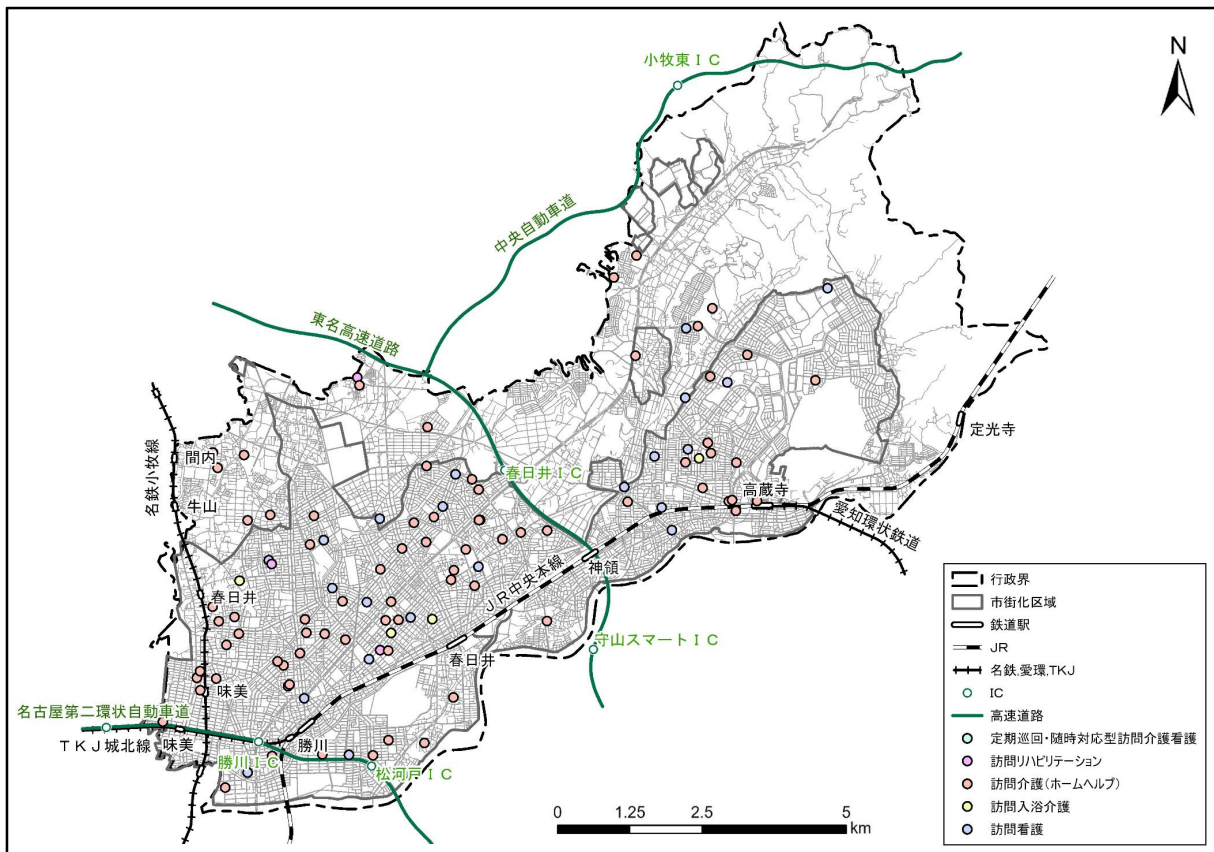 小牧東IC
N
中央自動車道
東名高速道路
定光寺
名鉄小牧線
間内
春日井IC
牛山
高蔵寺
愛知環状鉄道
神領
JR中央本線
春日井
守山スマートIC
春日井
味美
名古屋第二環状自動車道
TKJ城北線
味美
勝川
勝川IC
松河戸IC
0 1.25 2.5 5
km
行政界
市街化区域
鉄道駅
JR
名鉄,愛環,TKJ
IC
高速道路
定期巡回・随時対応型訪問介護看護
訪問リハビリテーション
訪問介護(ホームヘルプ)
訪問入浴介護
訪問看護